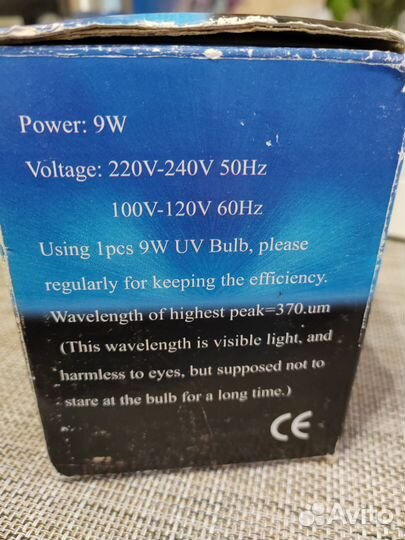 Power: 9W
Voltage: 220V-240V 50Hz
100V-120V 60Hz
Using 1pcs 9W UV Bulb, please
regularly for keeping the efficiency.
Wavelength of highest peak=370.um
(This wavelength is visible light, and
harmless to eyes, but supposed not to
stare at the bulb for a long time.)
CE
Avito